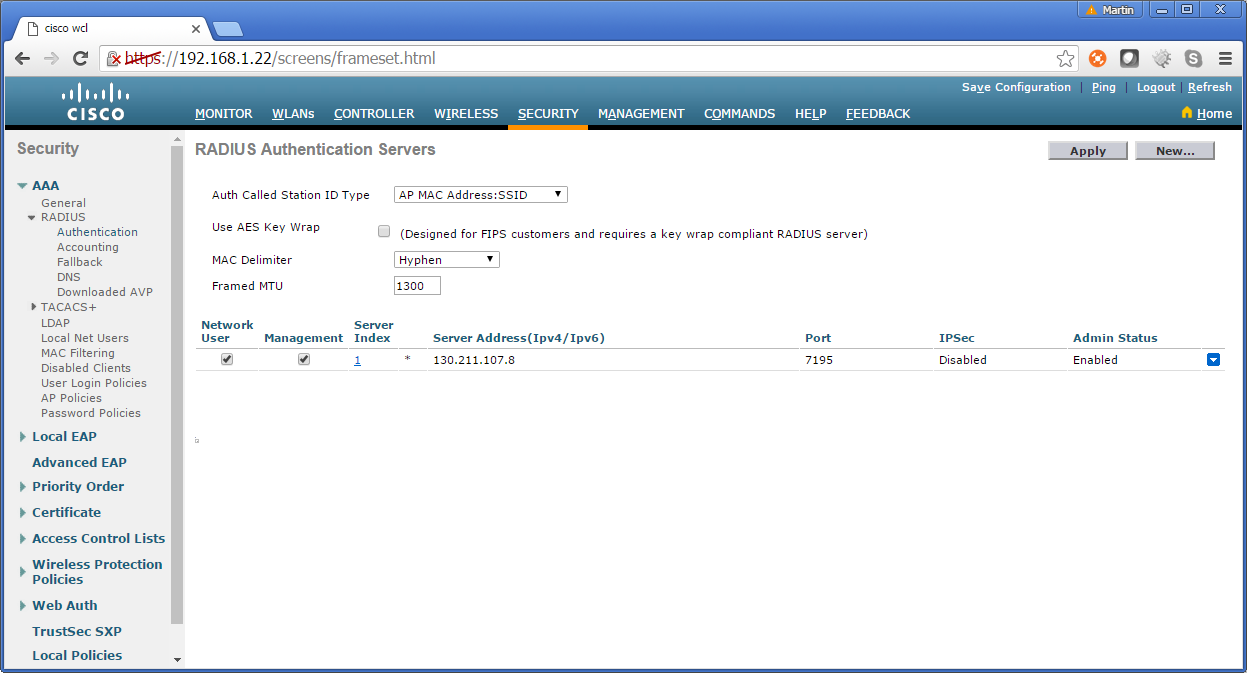 Martin
cisco wcl
https://192.168.1.22/screens/frameset.html
Save Configuration | Ping | Logout | Refresh
CISCO
MONITOR WLANs CONTROLLER WIRELESS SECURITY MANAGEMENT COMMANDS HELP FEEDBACK
Home
Security
AAA
General
RADIUS
Authentication
Accounting
Fallback
DNS
Downloaded AVP
TACACS+
LDAP
Local Net Users
MAC Filtering
Disabled Clients
User Login Policies
AP Policies
Password Policies
Local EAP
Advanced EAP
Priority Order
Certificate
Access Control Lists
Wireless Protection
Policies
Web Auth
TrustSec SXP
Local Policies
RADIUS Authentication Servers
Apply New...
Auth Called Station ID Type AP MAC Address:SSID
Use AES Key Wrap (Designed for FIPS customers and requires a key wrap compliant RADIUS server)
MAC Delimiter Hyphen
Framed MTU 1300
Network User Management Server Index Server Address(Ipv4/Ipv6) Port IPSec Admin Status
1 * 130.211.107.8 7195 Disabled Enabled